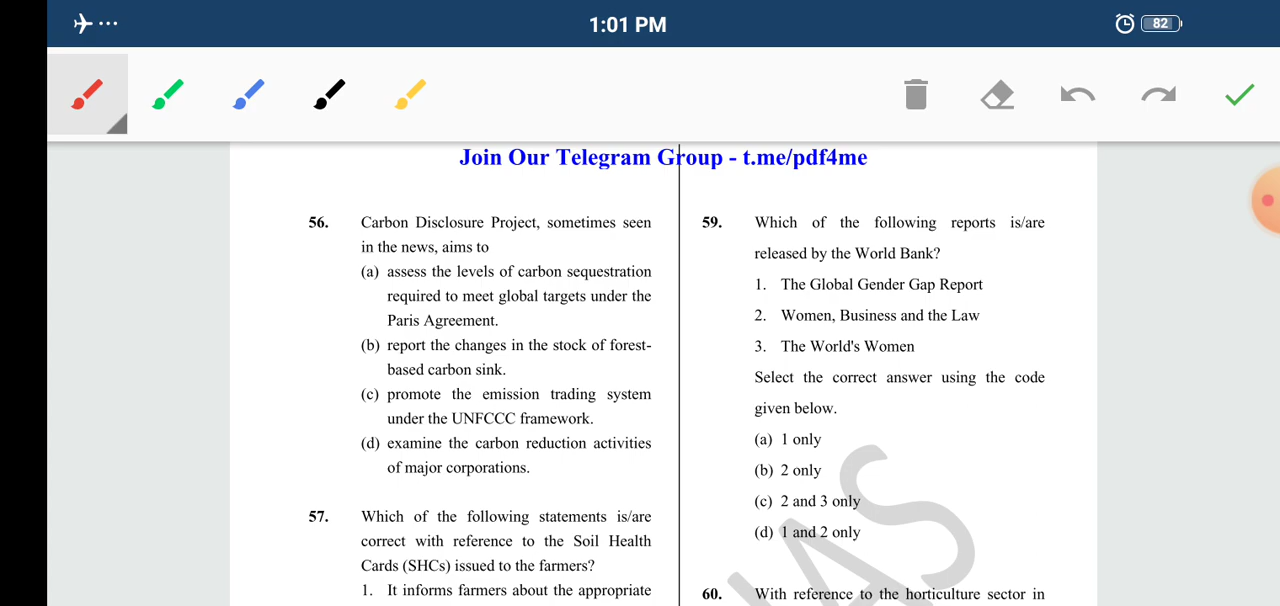 1:01 PM
82
Join Our Telegram Group - t.me/pdf4me
56. Carbon Disclosure Project, sometimes seen
in the news, aims to
(a) assess the levels of carbon sequestration
required to meet global targets under the
Paris Agreement.
(b) report the changes in the stock of forest-
based carbon sink.
(c) promote the emission trading system
under the UNFCCC framework.
(d) examine the carbon reduction activities
of major corporations.
57. Which of the following statements is/are
correct with reference to the Soil Health
Cards (SHCs) issued to the farmers?
1. It informs farmers about the appropriate
59. Which of the following reports is/are
released by the World Bank?
1. The Global Gender Gap Report
2. Women, Business and the Law
3. The World's Women
Select the correct answer using the code
given below.
(a) 1 only
(b) 2 only
(c) 2 and 3 only
(d) 1 and 2 only
60. With reference to the horticulture sector in